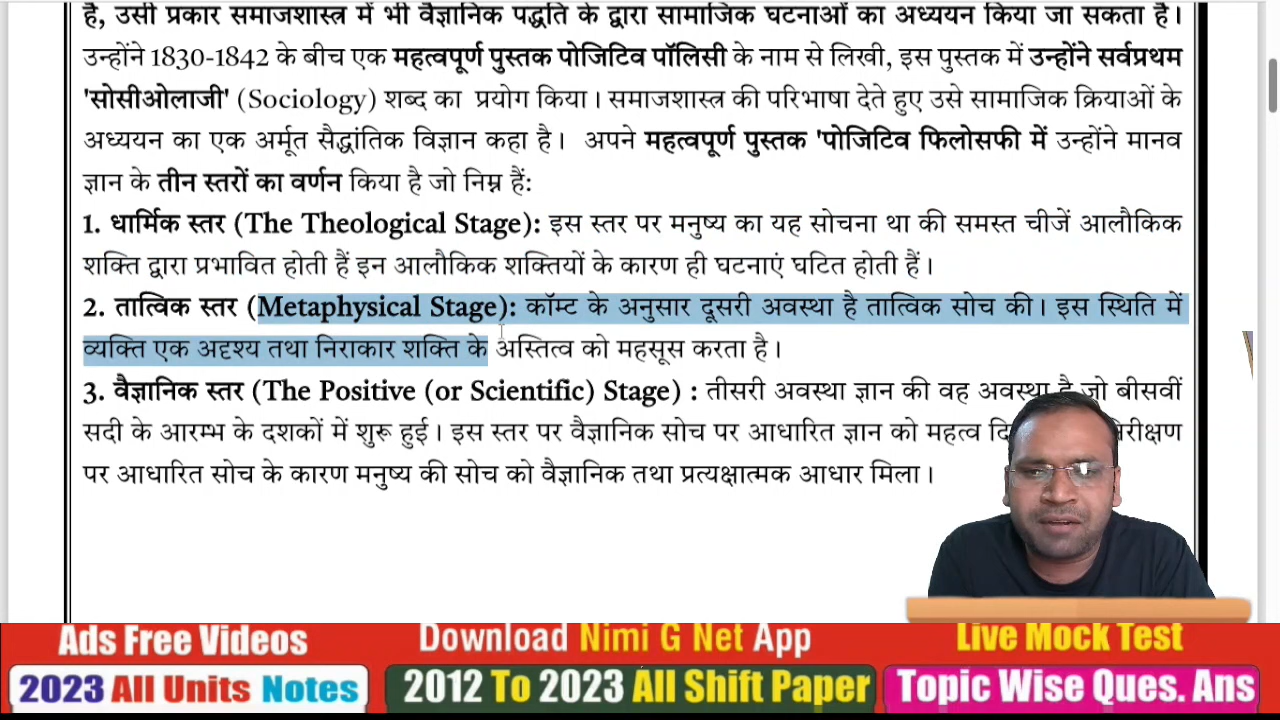 है, उसी प्रकार समाजशास्त्र में भी वैज्ञानिक पद्धति के द्वारा सामाजिक घटनाओं का अध्ययन किया जा सकता है।
उन्होंने 1830-1842 के बीच एक महत्वपूर्ण पुस्तक पोजिटिव पॉलिसी के नाम से लिखी, इस पुस्तक में उन्होंने सर्वप्रथम
'सोसीओलाजी' (Sociology) शब्द का प्रयोग किया। समाजशास्त्र की परिभाषा देते हुए उसे सामाजिक क्रियाओं के
अध्ययन का एक अर्मूत सैद्धांतिक विज्ञान कहा है। अपने महत्वपूर्ण पुस्तक 'पोजिटिव फिलोसफी में उन्होंने मानव
ज्ञान के तीन स्तरों का वर्णन किया है जो निम्न हैं:
1. धार्मिक स्तर (The Theological Stage): इस स्तर पर मनुष्य का यह सोचना था की समस्त चीजें आलौकिक
शक्ति द्वारा प्रभावित होती हैं इन आलौकिक शक्तियों के कारण ही घटनाएं घटित होती हैं।
2. तात्विक स्तर (Metaphysical Stage): कॉम्ट के अनुसार दूसरी अवस्था है तात्विक सोच की। इस स्थिति में
व्यक्ति एक अदृश्य तथा निराकार शक्ति के अस्तित्व को महसूस करता है।
3. वैज्ञानिक स्तर (The Positive (or Scientific) Stage) : तीसरी अवस्था ज्ञान की वह अवस्था है जो बीसवीं
सदी के आरम्भ के दशकों में शुरू हुई। इस स्तर पर वैज्ञानिक सोच पर आधारित ज्ञान को महत्व
पर आधारित सोच के कारण मनुष्य की सोच को वैज्ञानिक तथा प्रत्यक्षात्मक आधार मिला।
Ads Free Videos Download Nimi G Net App Live Mock Test
2023 All Units Notes 2012 To 2023 All Shift Paper Topic Wise Ques. Ans